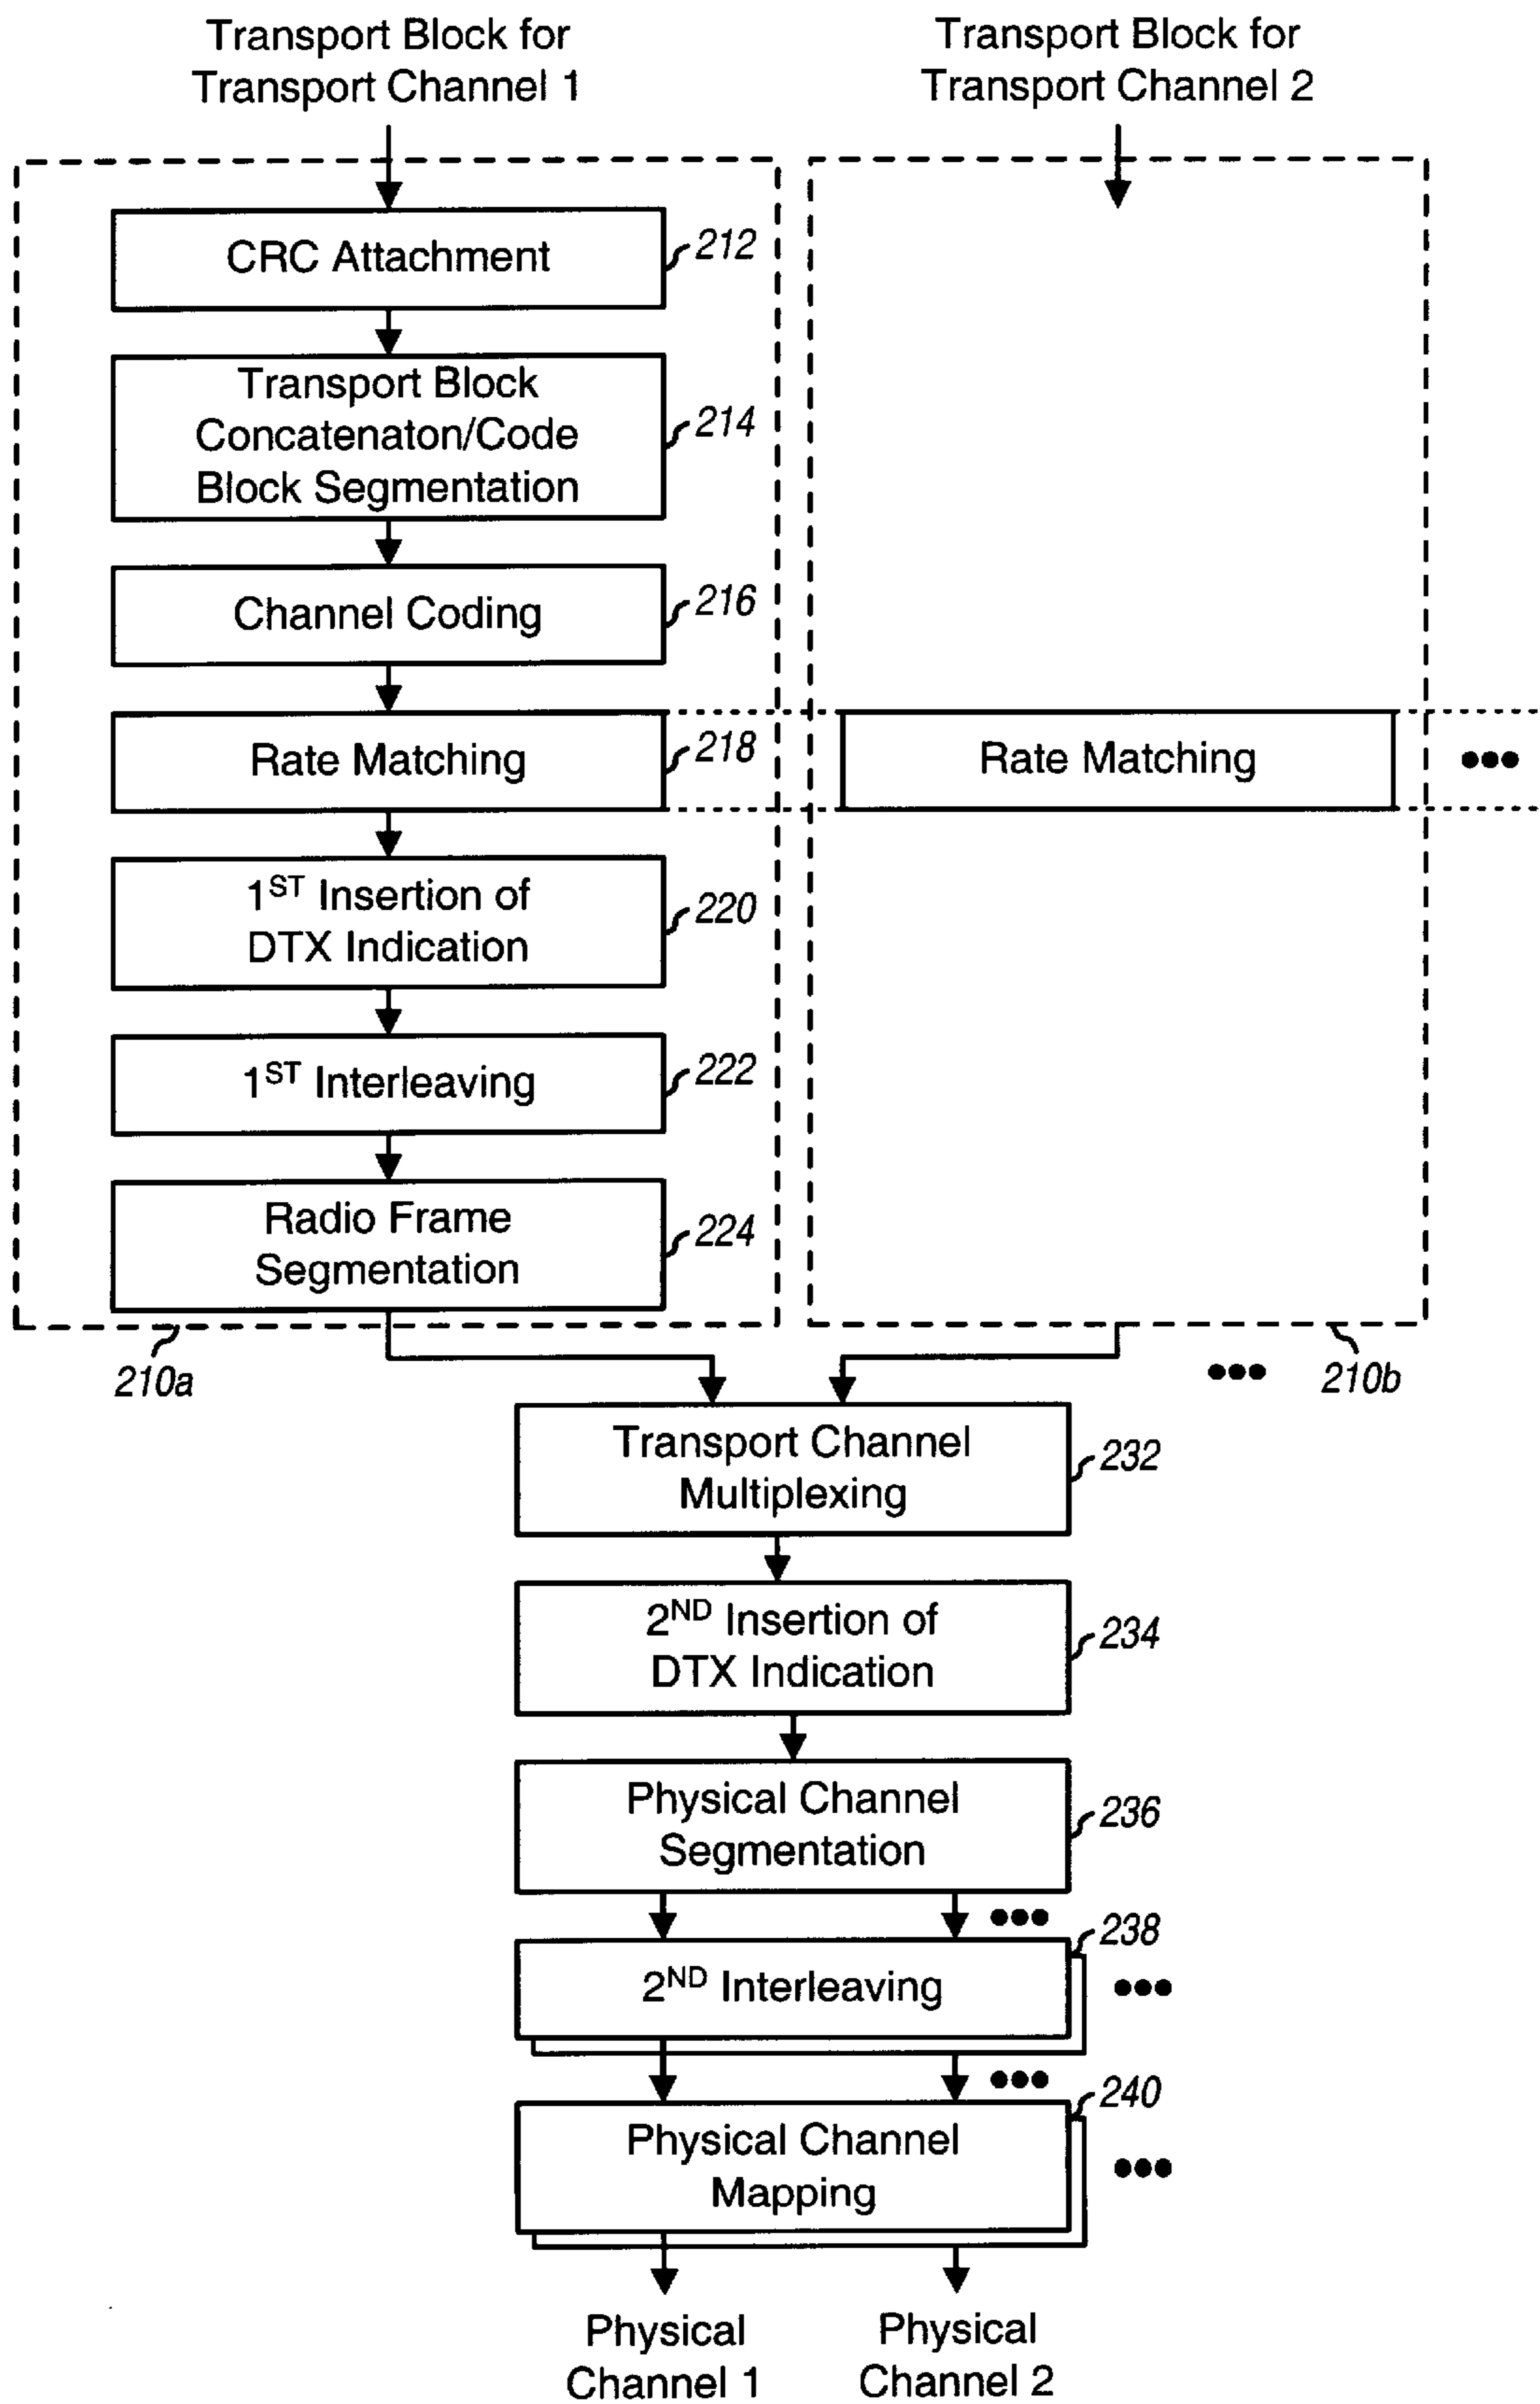 Transport Block for
Transport Channel 1
Transport Block for
Transport Channel 2
CRC Attachment
212
Transport Block
Concatenaton/Code
Block Segmentation
214
Channel Coding
216
Rate Matching
218
Rate Matching
1ST Insertion of
DTX Indication
220
1ST Interleaving
222
Radio Frame
Segmentation
224
210a
210b
Transport Channel
Multiplexing
232
2ND Insertion of
DTX Indication
234
Physical Channel
Segmentation
236
2ND Interleaving
238
Physical Channel
Mapping
240
Physical
Channel 1
Physical
Channel 2